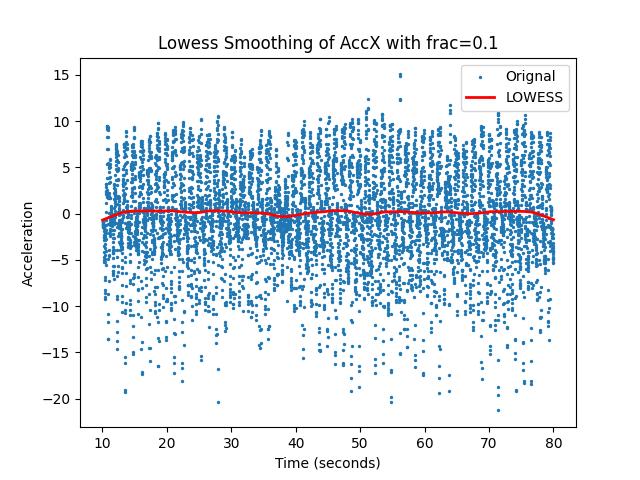 Lowess Smoothing of AccX with frac=0.1
Orignal
LOWESS
15
10
5
0
−5
−10
−15
−20
Acceleration
10 20 30 40 50 60 70 80
Time (seconds)